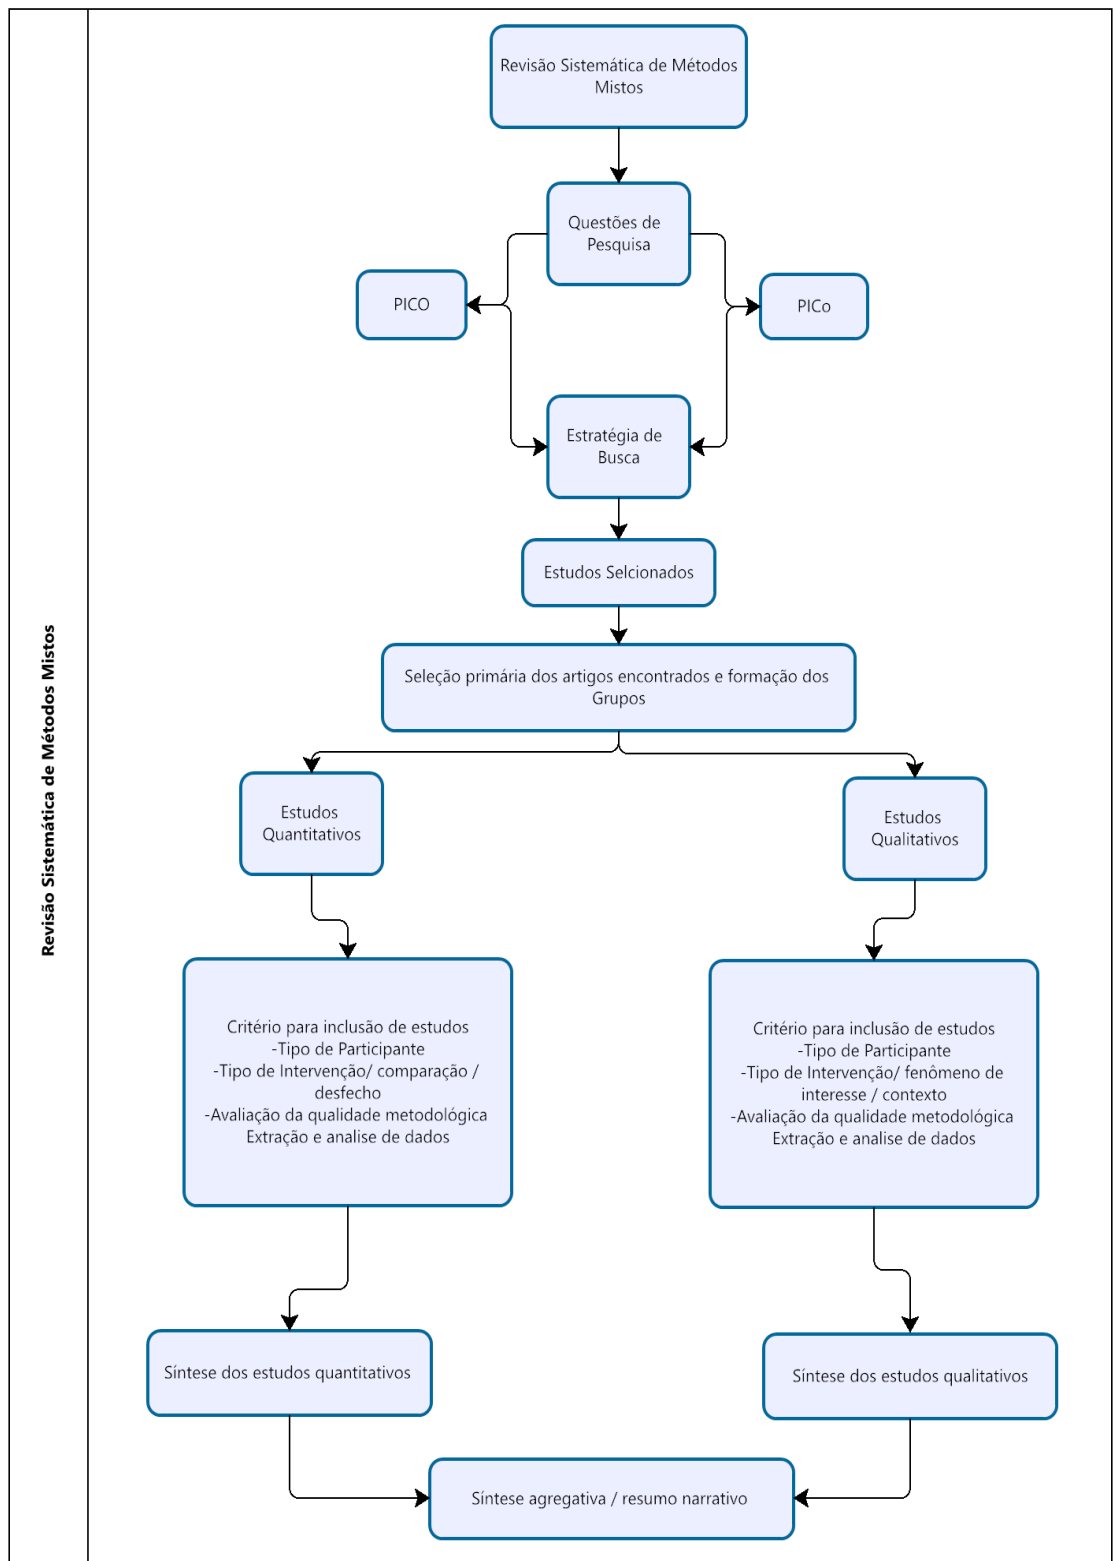 Revisão Sistemática de Métodos Mistos
Revisão Sistemática de Métodos
Mistos
Questões de
Pesquisa
PICO
PICo
Estratégia de
Busca
Estudos Selcionados
Seleção primária dos artigos encontrados e formação dos
Grupos
Estudos
Quantitativos
Estudos
Qualitativos
Critério para inclusão de estudos
-Tipo de Participante
-Tipo de Intervenção/ comparação /
desfecho
-Avaliação da qualidade metodológica
Extração e analise de dados
Critério para inclusão de estudos
-Tipo de Participante
-Tipo de Intervenção/ fenômeno de
interesse / contexto
-Avaliação da qualidade metodológica
Extração e analise de dados
Síntese dos estudos quantitativos
Síntese dos estudos qualitativos
Síntese agregativa / resumo narrativo